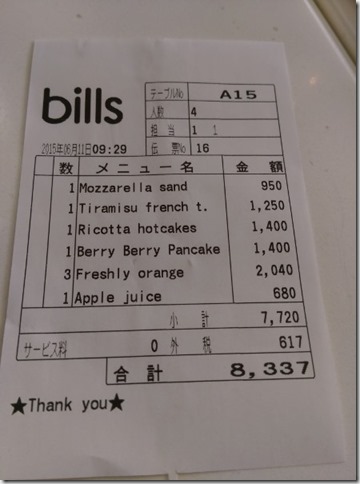 bills
テーブルNo A15
人数 4
担当 1 1
2015年06月11日09:29 伝票No 16
数 メニュー名 金額
1 Mozzarella sand 950
1 Tiramisu french t. 1,250
1 Ricotta hotcakes 1,400
1 Berry Berry Pancake 1,400
3 Freshly orange 2,040
1 Apple juice 680
小計 7,720
サービス料 0 外税 617
合計 8,337
★Thank you★